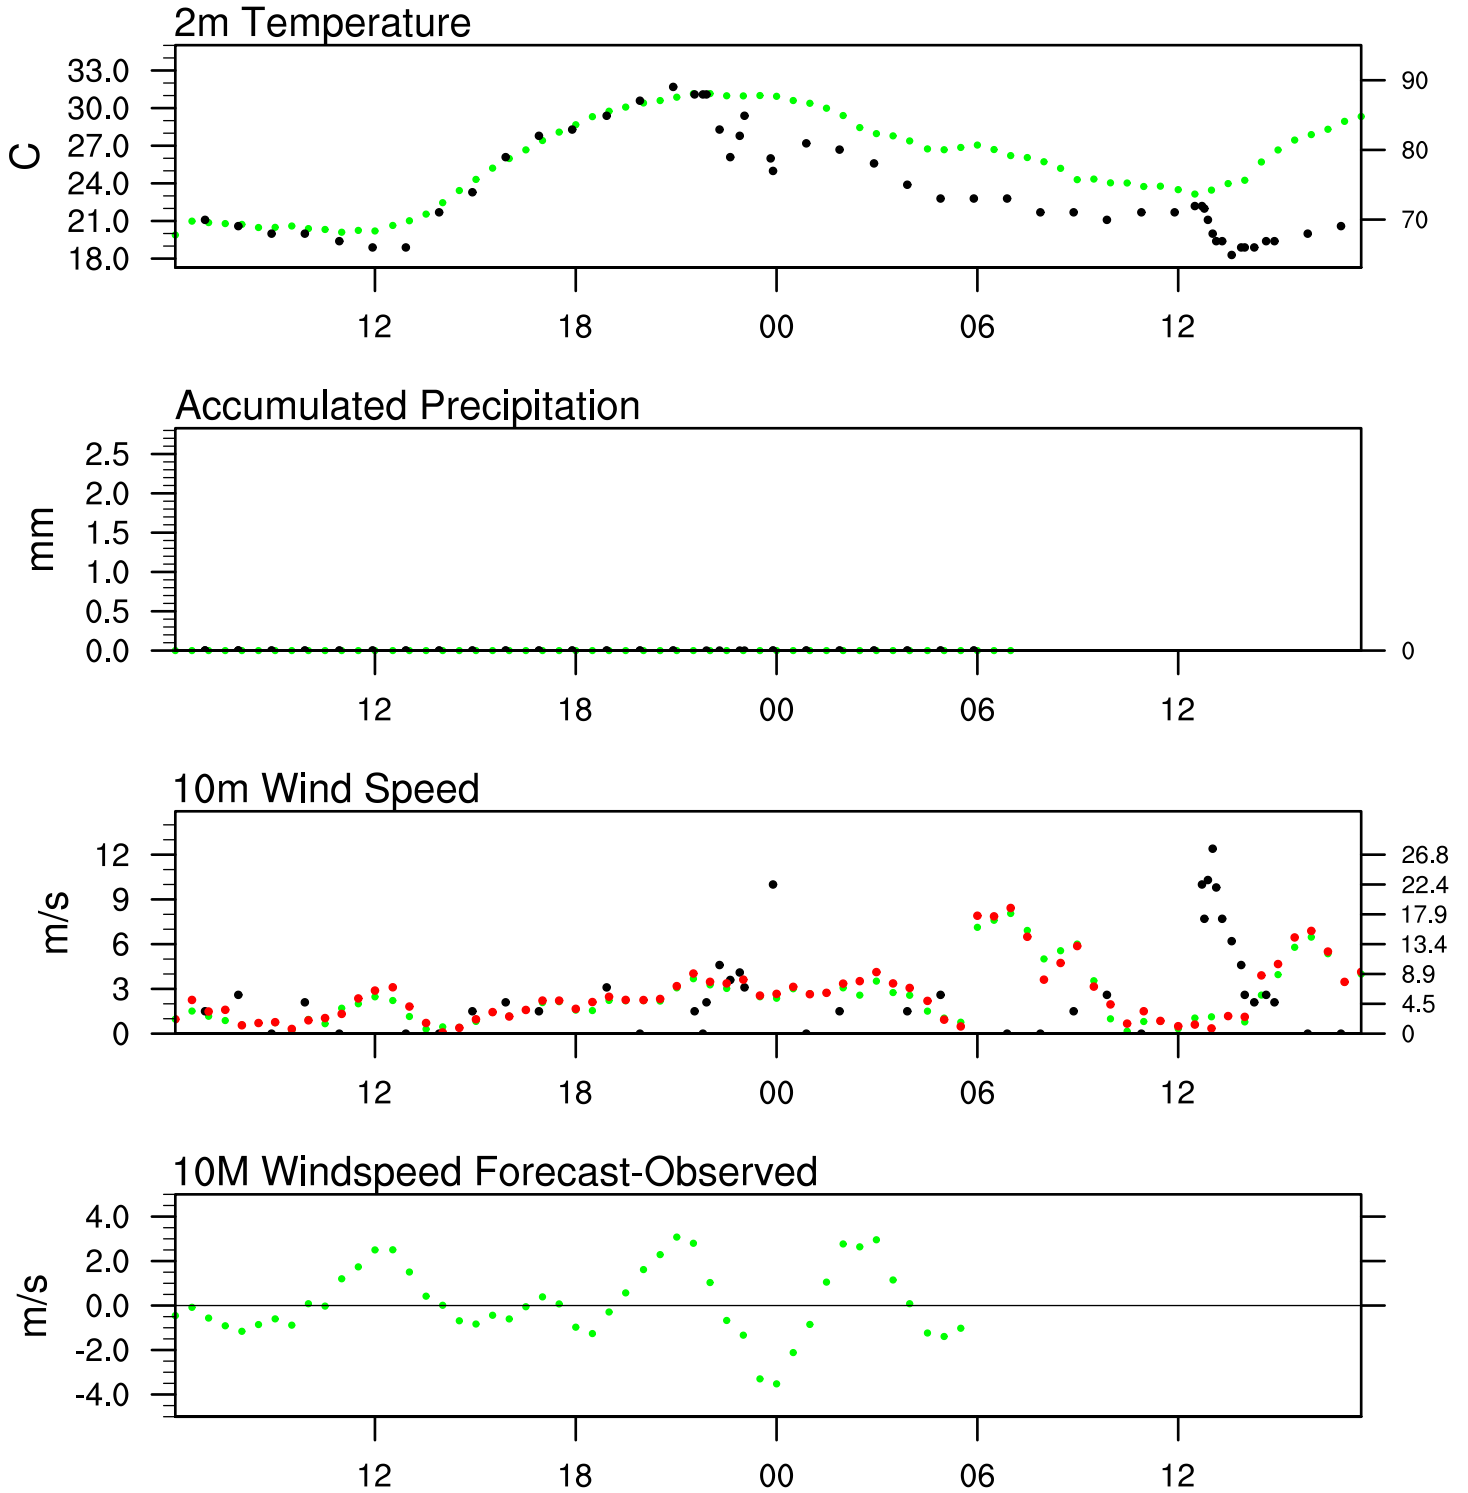 2m Temperature
33.0
30.0
27.0
24.0
21.0
18.0
C
90
80
70
12 18 00 06 12
Accumulated Precipitation
2.5
2.0
1.5
1.0
0.5
0.0
mm
0
12 18 00 06 12
10m Wind Speed
12
9
6
3
0
m/s
26.8
22.4
17.9
13.4
8.9
4.5
0
12 18 00 06 12
10M Windspeed Forecast-Observed
4.0
2.0
0.0
-2.0
-4.0
m/s
12 18 00 06 12